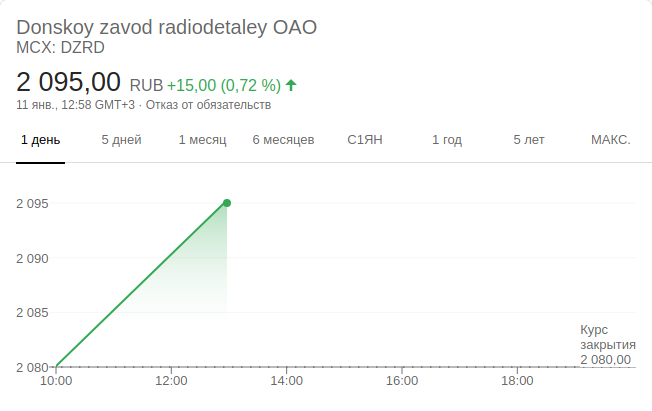 Donskoy zavod radiodetaley OAO
MCX: DZRD
2 095,00 RUB +15,00 (0,72 %)
11 янв., 12:58 GMT+3 · Отказ от обязательств
1 день 5 дней 1 месяц 6 месяцев С1ЯН 1 год 5 лет МАКС.
2 095
2 090
2 085
Курс
закрытия
2 080,00
2 080
10:00 12:00 14:00 16:00 18:00